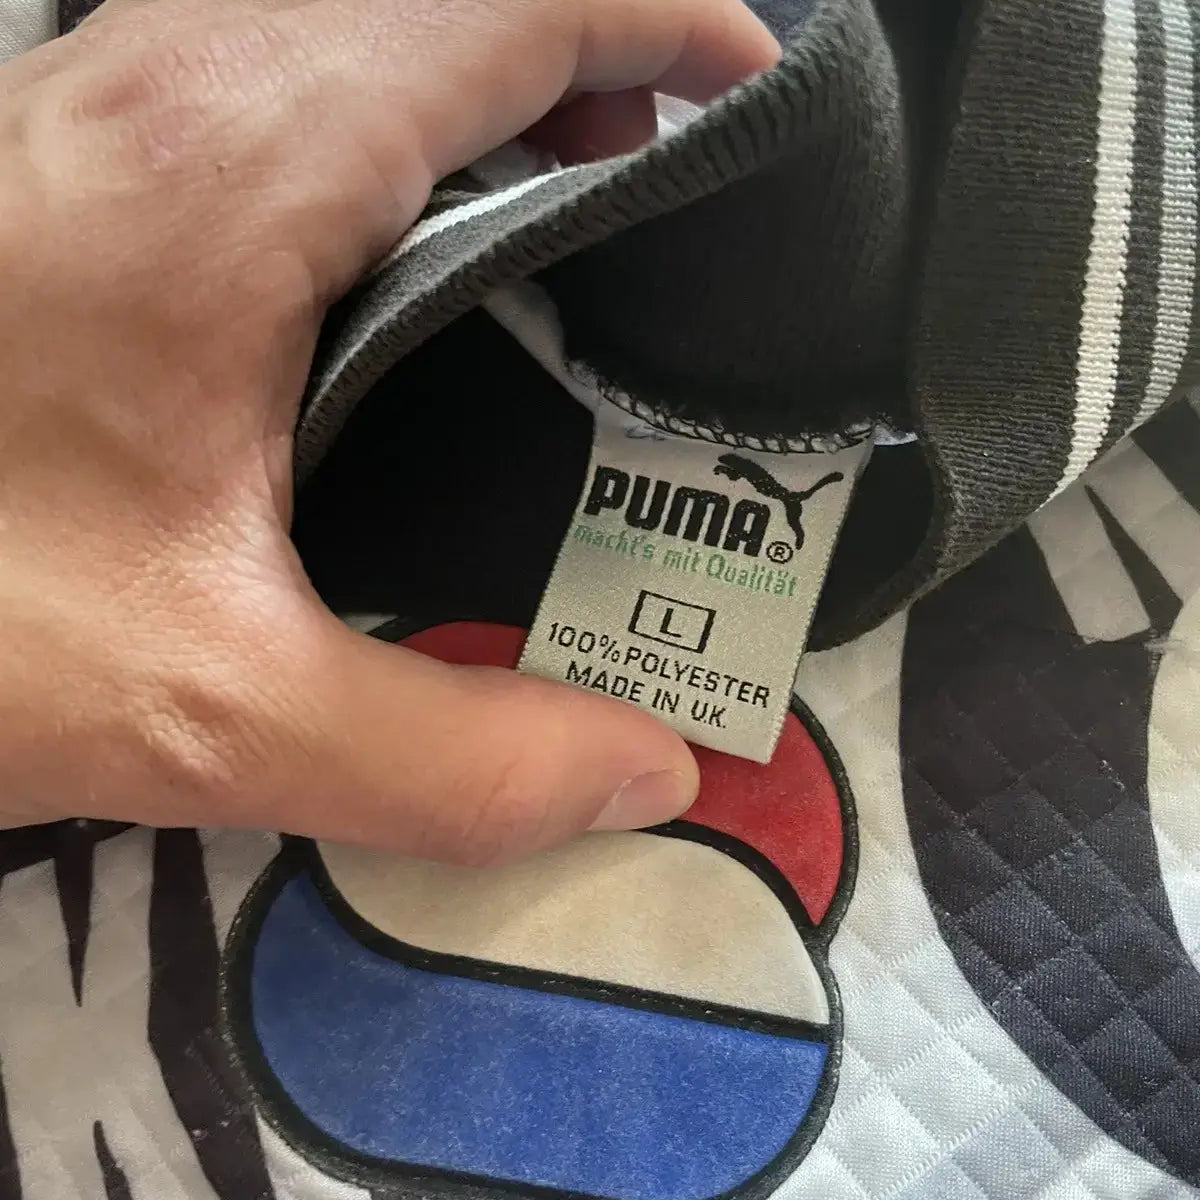 PUMA®
macht's mit Qualität
L
100% POLYESTER
MADE IN U.K.